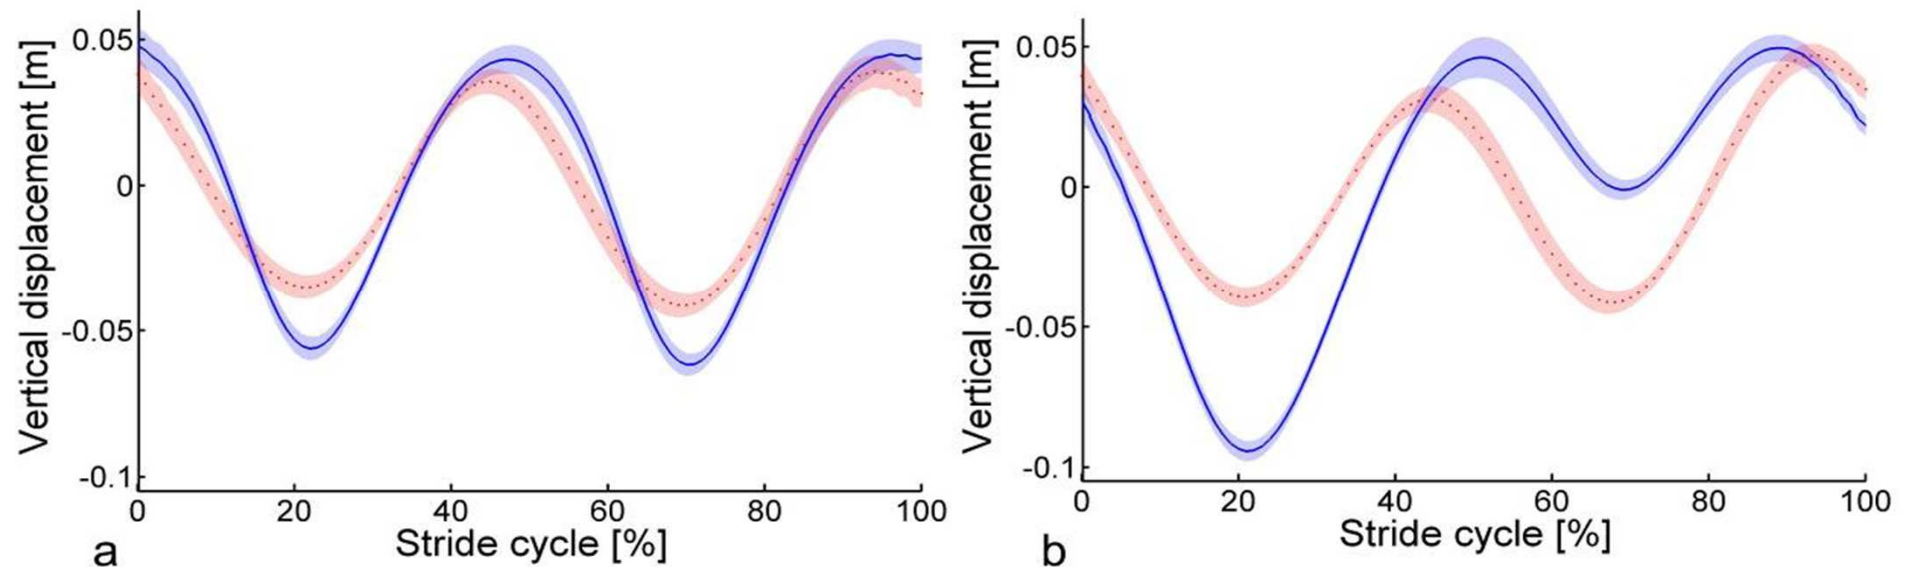 Vertical displacement [m]
0.05
0
-0.05
-0.1
0 20 40 60 80 100
Stride cycle [%]
a
Vertical displacement [m]
0.05
0
-0.05
-0.1
0 20 40 60 80 100
Stride cycle [%]
b